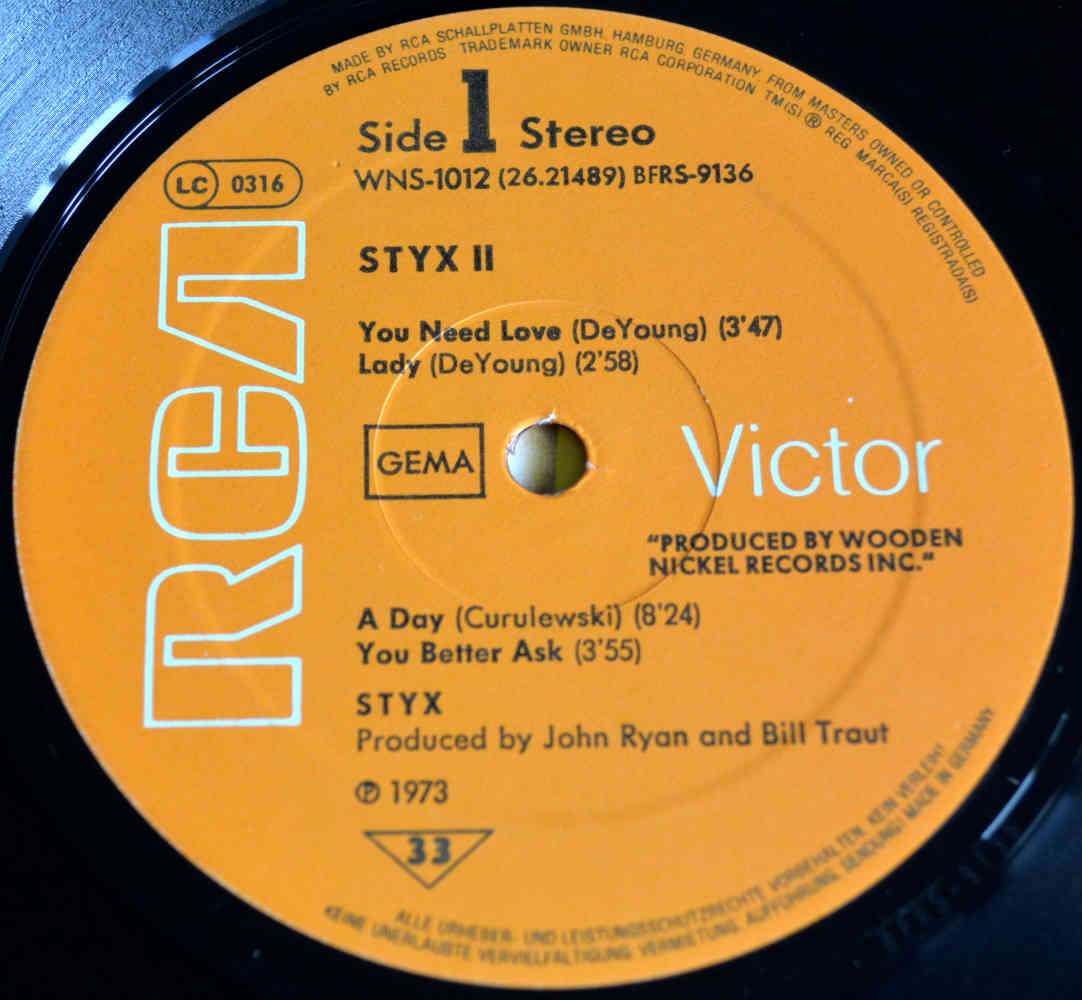 MADE BY RCA SCHALLPLATTEN GMBH, HAMBURG, GERMANY, FROM MASTERS OWNED OR CONTROLLED
BY RCA RECORDS TRADEMARK OWNER RCA CORPORATION TM(S) ® REG MARCA(S) REGISTRADA(S)
Side 1 Stereo
WNS-1012 (26.21489) BFRS-9136
LC 0316
RCA
STYX II
You Need Love (DeYoung) (3'47)
Lady (DeYoung) (2'58)
GEMA
Victor
"PRODUCED BY WOODEN
NICKEL RECORDS INC."
A Day (Curulewski) (8'24)
You Better Ask (3'55)
STYX
Produced by John Ryan and Bill Traut
℗ 1973
33
ALLE URHEBER- UND LEISTUNGSSCHUTZRECHTE VORBEHALTEN. KEIN VERLEIH!
KEINE UNERLAUBTE VERVIELFÄLTIGUNG, VERMIETUNG, AUFFÜHRUNG, SENDUNG! MADE IN GERMANY